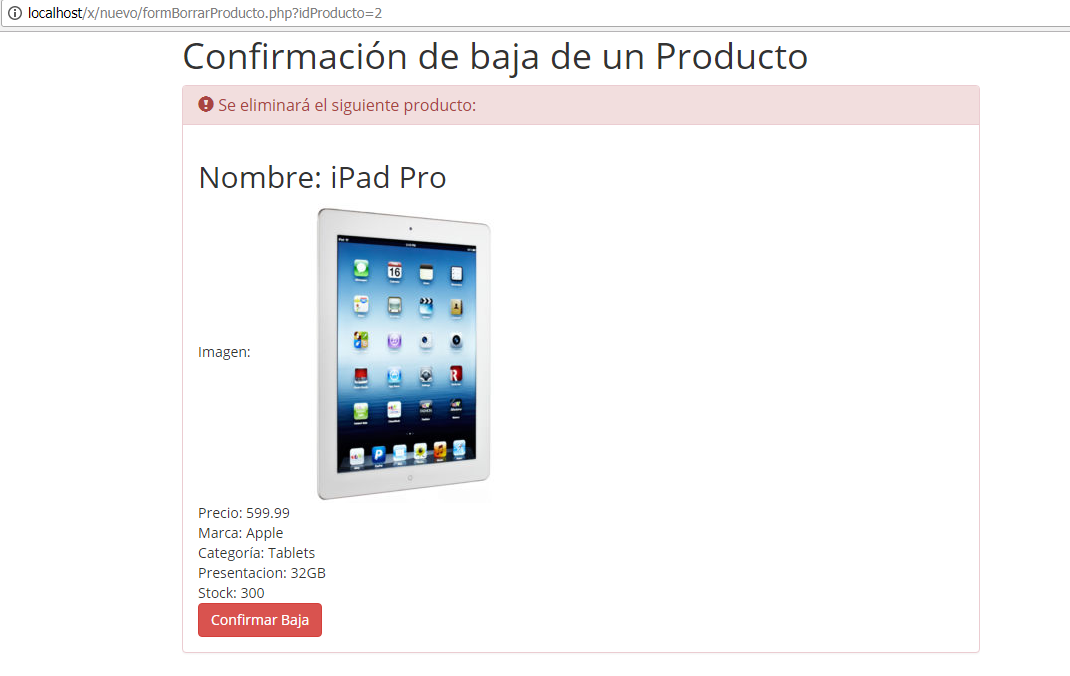 localhost/x/nuevo/formBorrarProducto.php?idProducto=2
Confirmación de baja de un Producto
Se eliminará el siguiente producto:
Nombre: iPad Pro
16
Imagen:
Precio: 599.99
Marca: Apple
Categoría: Tablets
Presentacion: 32GB
Stock: 300
Confirmar Baja